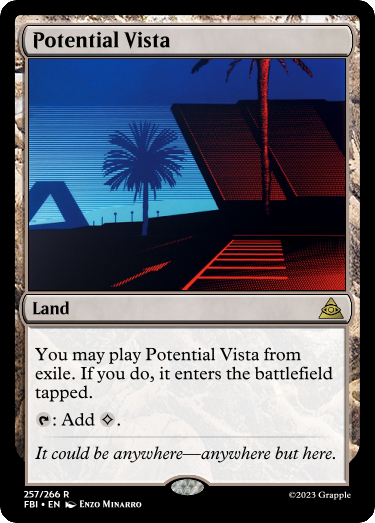 Potential Vista
Land
You may play Potential Vista from
exile. If you do, it enters the battlefield
tapped.
: Add .
It could be anywhere—anywhere but here.
257/266 R
FBI • EN Enzo Minarro
©2023 Grapple